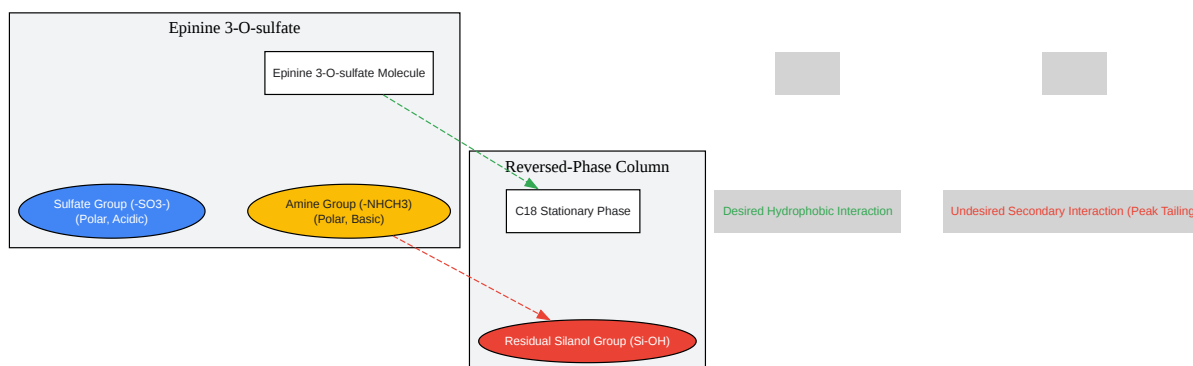 Epinine 3-O-sulfate
Epinine 3-O-sulfate Molecule
Sulfate Group (-SO3-)
(Polar, Acidic)
Amine Group (-NHCH3)
(Polar, Basic)
Reversed-Phase Column
C18 Stationary Phase
Residual Silanol Group (Si-OH)
Desired Hydrophobic Interaction
Undesired Secondary Interaction (Peak Tailing